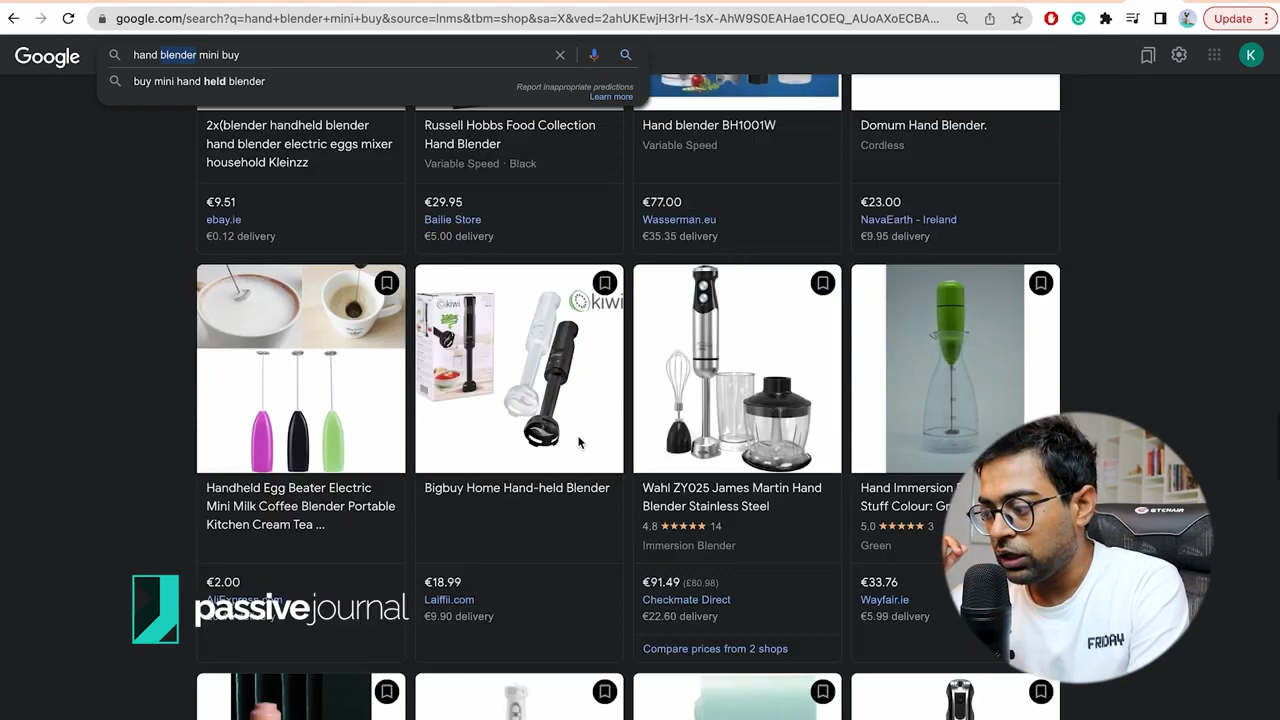 google.com/search?q=hand+blender+mini+buy&source=lnms&tbm=shop&sa=X&ved=2ahUKEwjH3rH-1sX-AhW9S0EAHae1COEQ_AUoAXoECBA...
Update
Google
hand blender mini buy
K
buy mini hand held blender
Report inappropriate predictions
Learn more
2x(blender handheld blender
hand blender electric eggs mixer
household Kleinzz
€9.51
ebay.ie
€0.12 delivery
Russell Hobbs Food Collection
Hand Blender
Variable Speed · Black
€29.95
Bailie Store
€5.00 delivery
Hand blender BH1001W
Variable Speed
€77.00
Wasserman.eu
€35.35 delivery
Domum Hand Blender.
Cordless
€23.00
NavaEarth - Ireland
€9.95 delivery
kiwi
kiwi
Handheld Egg Beater Electric
Mini Milk Coffee Blender Portable
Kitchen Cream Tea ...
€2.00
AliExpress.com
Bigbuy Home Hand-held Blender
€18.99
Laiffii.com
€9.90 delivery
Wahl ZY025 James Martin Hand
Blender Stainless Steel
4.8 ★★★★★ 14
Immersion Blender
€91.49 (£80.98)
Checkmate Direct
€22.60 delivery
Compare prices from 2 shops
Hand Immersion
Stuff Colour: Gr
5.0 ★★★★★ 3
Green
€33.76
Wayfair.ie
€5.99 delivery
passivejournal
GTCHAIR
FRIDAY